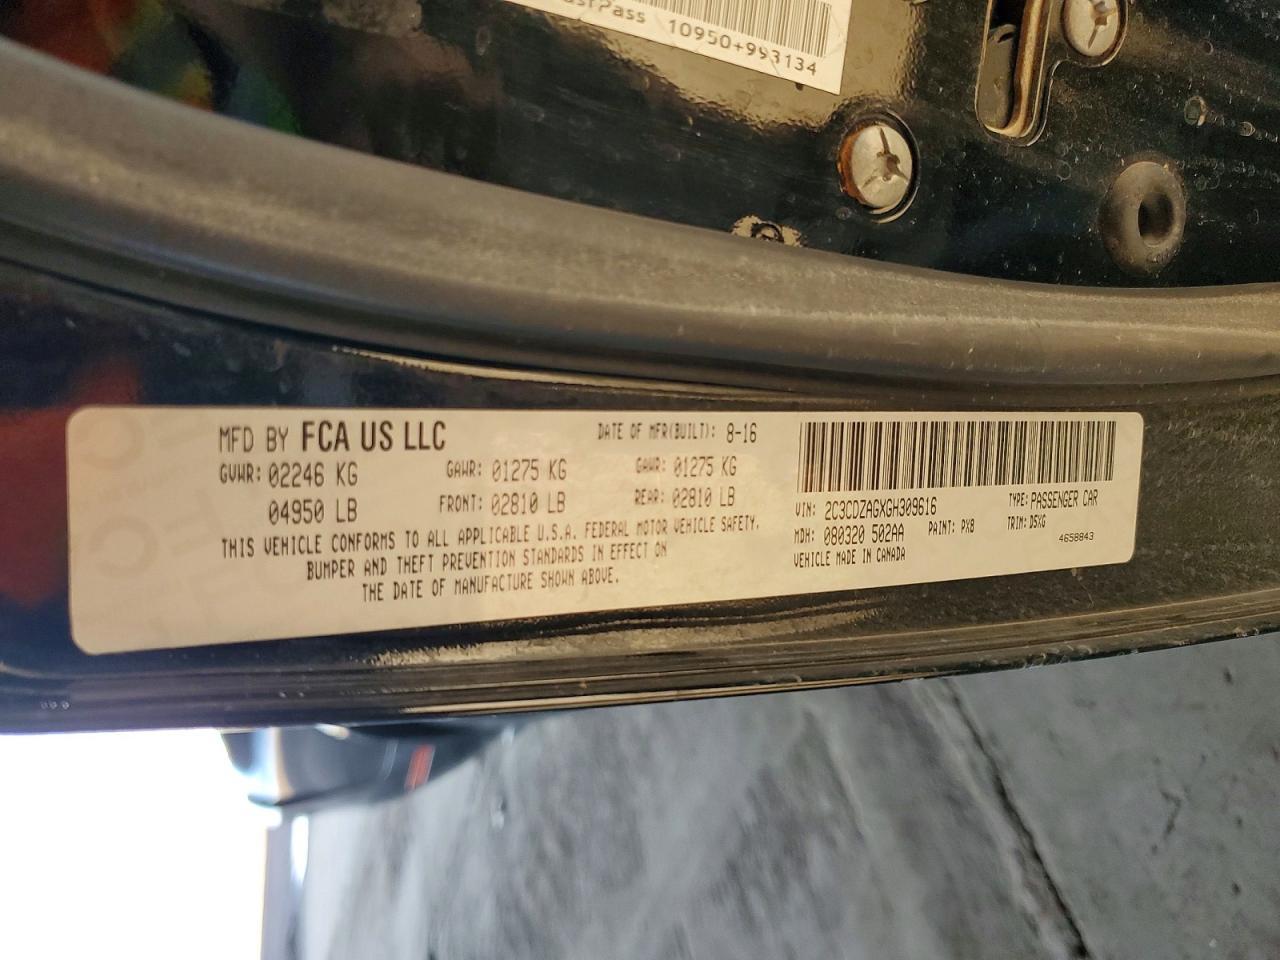 10950+993134
MFD BY FCA US LLC DATE OF MFR(BUILT): 8-16
GVWR: 02246 KG GAWR: 01275 KG GAWR: 01275 KG
04950 LB FRONT: 02810 LB REAR: 02810 LB
THIS VEHICLE CONFORMS TO ALL APPLICABLE U.S.A. FEDERAL MOTOR VEHICLE SAFETY,
BUMPER AND THEFT PREVENTION STANDARDS IN EFFECT ON
THE DATE OF MANUFACTURE SHOWN ABOVE.
VIN: 2C3CDZAGXGH309616 TYPE: PASSENGER CAR
MDH: 080320 502AA PAINT: PX8 TRIM: DSXG
VEHICLE MADE IN CANADA 4658843